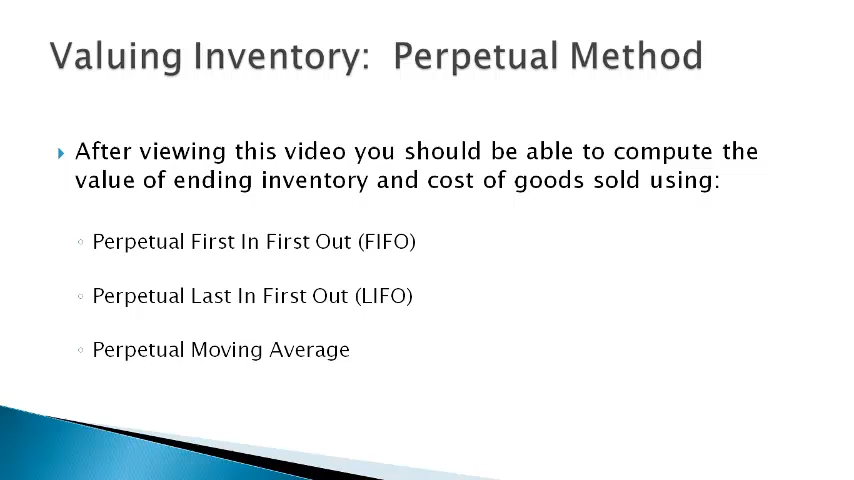 Valuing Inventory:  Perpetual Method
After viewing this video you should be able to compute the
value of ending inventory and cost of goods sold using:
Perpetual First In First Out (FIFO)
Perpetual Last In First Out (LIFO)
Perpetual Moving Average